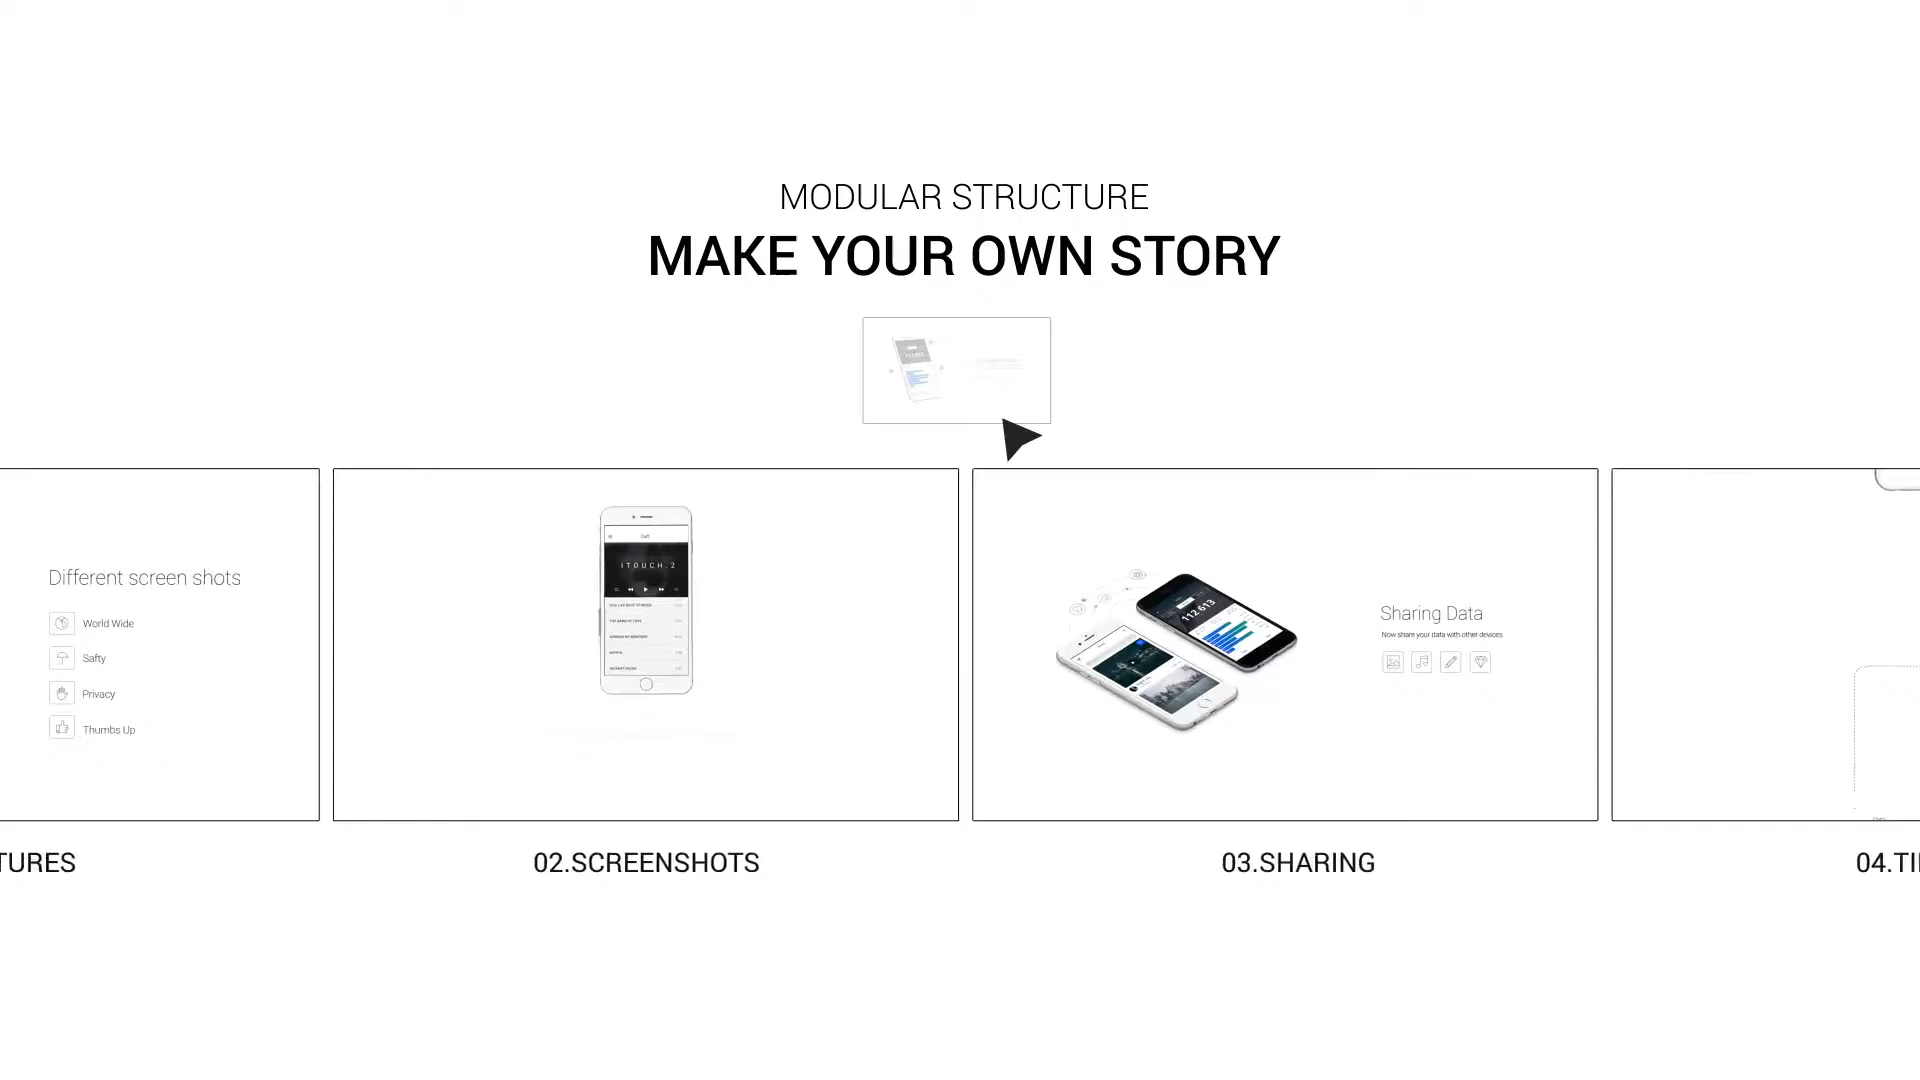 MODULAR STRUCTURE
MAKE YOUR OWN STORY
Different screen shots
World Wide
Safty
Privacy
Thumbs Up
ITOUCH.2
112 613
Sharing Data
Now share your data with other devices
TURES
02.SCREENSHOTS
03.SHARING
04.TI